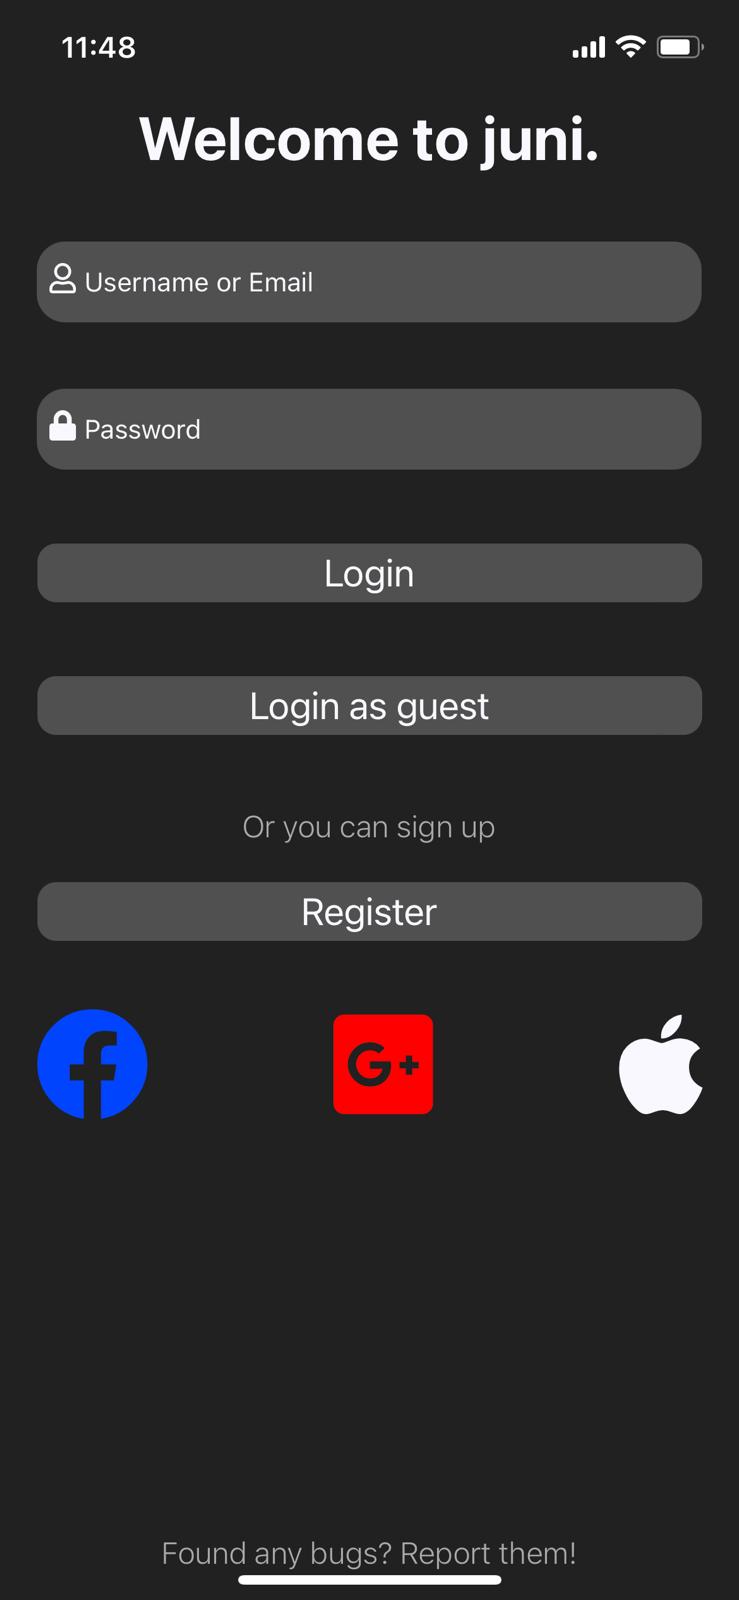 11:48
Welcome to juni.
Username or Email
Password
Login
Login as guest
Or you can sign up
Register
G+
Found any bugs? Report them!